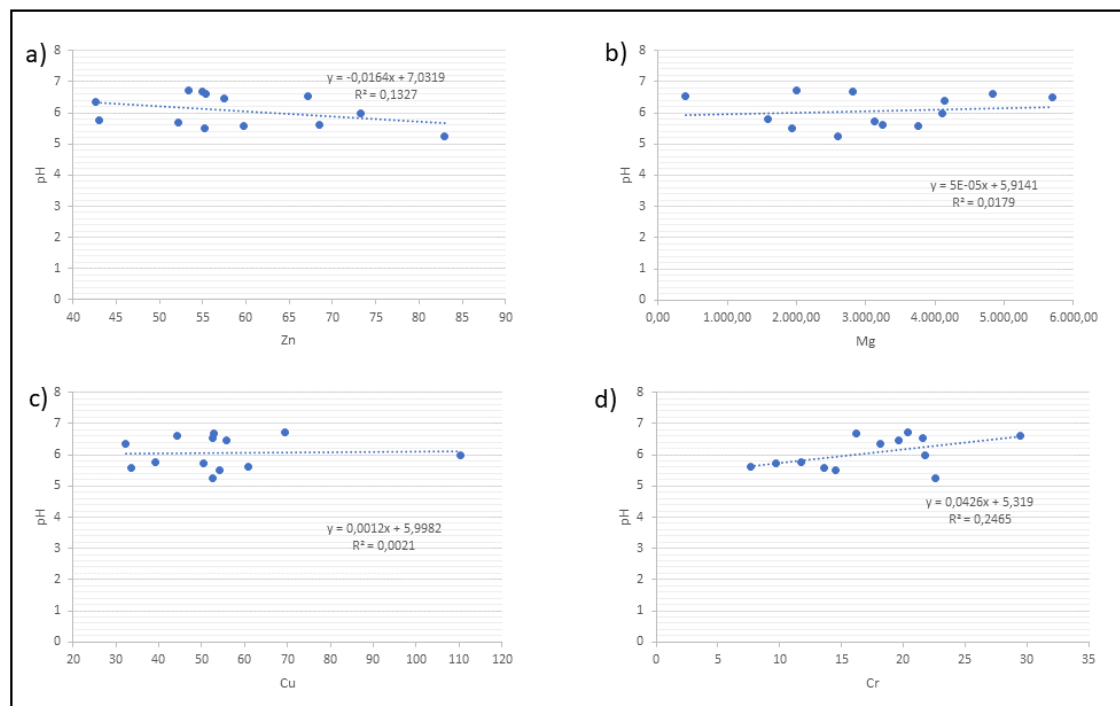 a)
8
7
6
5
4
3
2
1
0
pH
y = -0,0164x + 7,0319
R² = 0,1327
40 45 50 55 60 65 70 75 80 85 90
Zn
b)
8
7
6
5
4
3
2
1
0
pH
y = 5E-05x + 5,9141
R² = 0,0179
0,00 1.000,00 2.000,00 3.000,00 4.000,00 5.000,00 6.000,00
Mg
c)
8
7
6
5
4
3
2
1
0
pH
y = 0,0012x + 5,9982
R² = 0,0021
20 30 40 50 60 70 80 90 100 110 120
Cu
d)
8
7
6
5
4
3
2
1
0
pH
y = 0,0426x + 5,319
R² = 0,2465
0 5 10 15 20 25 30 35
Cr